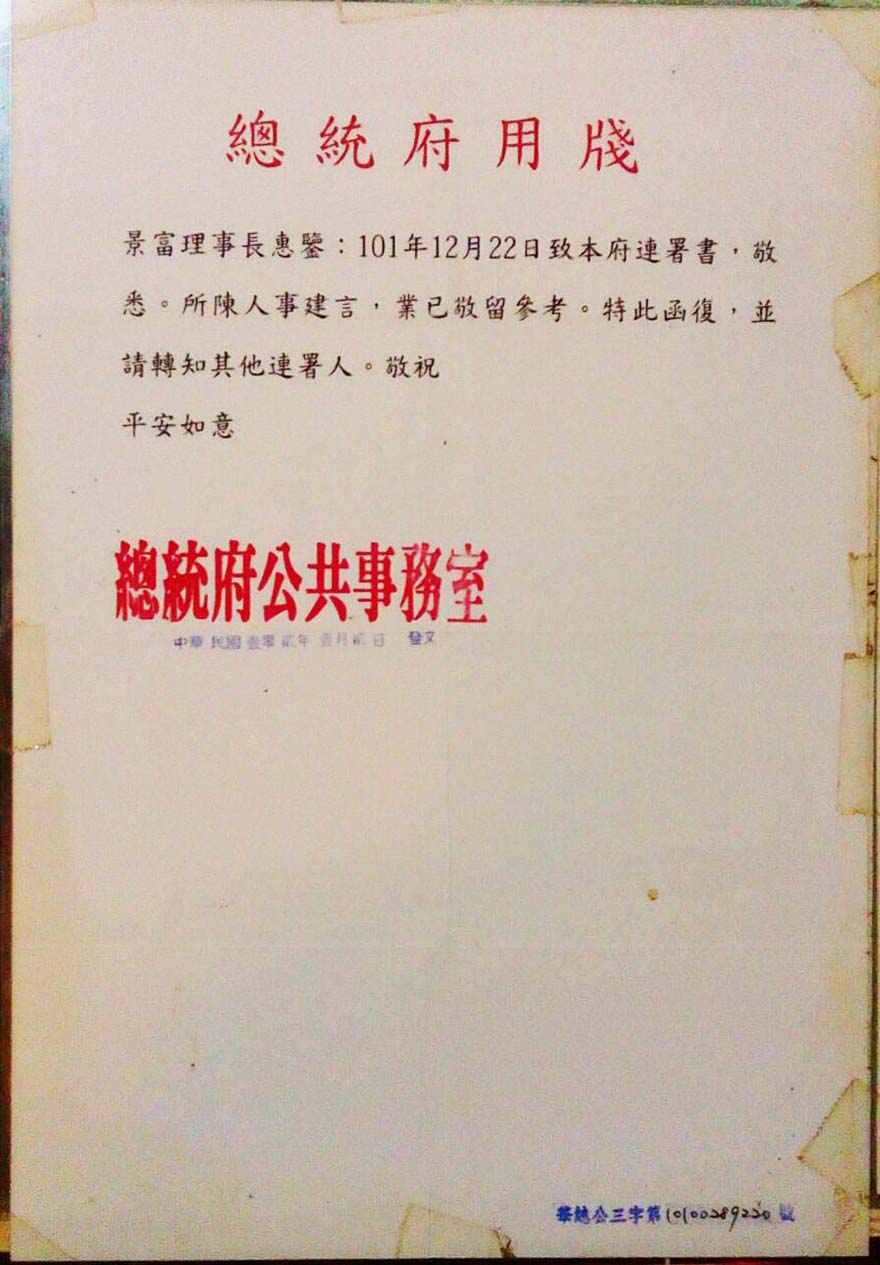 總統府用牋
景富理事長惠鑒：101年12月22日致本府連署書，敬
悉。所陳人事建言，業已敬留參考。特此函復，並
請轉知其他連署人。敬祝
平安如意
總統府公共事務室
中華民國壹零貳年壹月貳日 發文
華總公三字第10100289220號